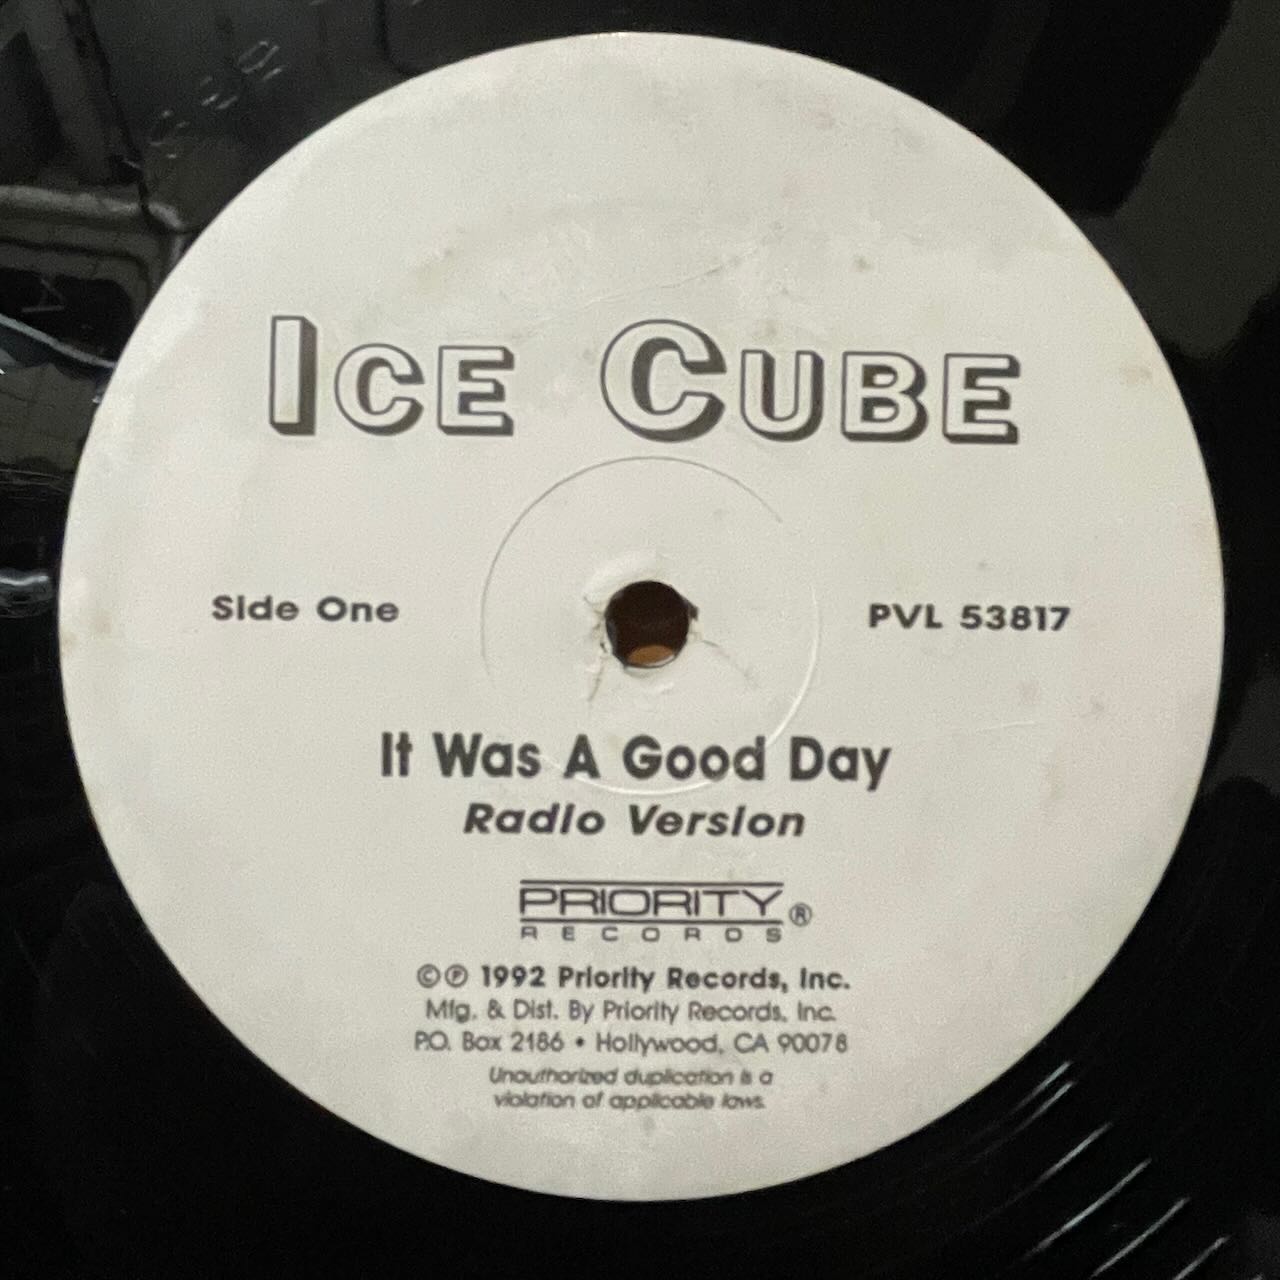 ICE CUBE
Side One
PVL 53817
It Was A Good Day
Radio Version
PRIORITY
RECORDS®
©℗ 1992 Priority Records, Inc.
Mfg. & Dist. By Priority Records, Inc.
P.O. Box 2186 • Hollywood, CA 90078
Unauthorized duplication is a
violation of applicable laws.